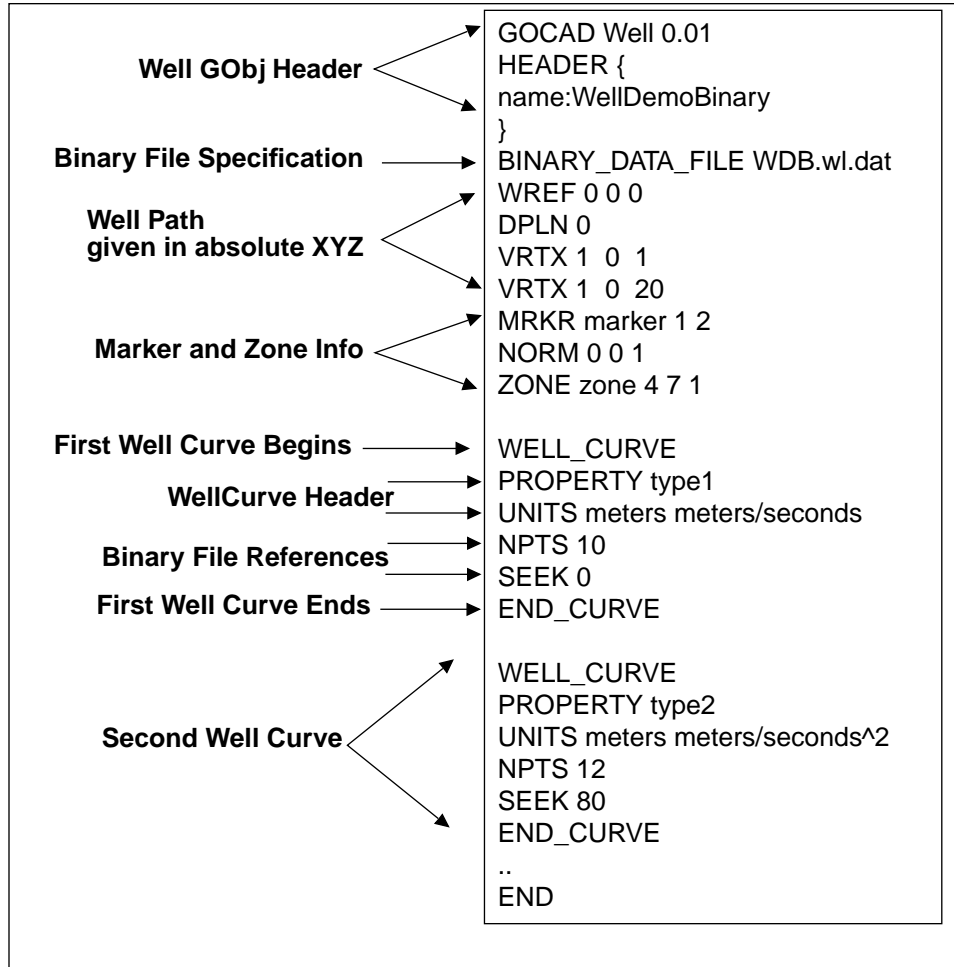 GOCAD Well 0.01
Well GObj Header
HEADER {
name:WellDemoBinary
}
Binary File Specification
BINARY_DATA_FILE WDB.wl.dat
WREF 0 0 0
Well Path
given in absolute XYZ
DPLN 0
VRTX 1 0 1
VRTX 1 0 20
MRKR marker 1 2
Marker and Zone Info
NORM 0 0 1
ZONE zone 4 7 1
First Well Curve Begins
WELL_CURVE
PROPERTY type1
WellCurve Header
UNITS meters meters/seconds
NPTS 10
Binary File References
SEEK 0
First Well Curve Ends
END_CURVE
WELL_CURVE
PROPERTY type2
Second Well Curve
UNITS meters meters/seconds^2
NPTS 12
SEEK 80
END_CURVE
..
END